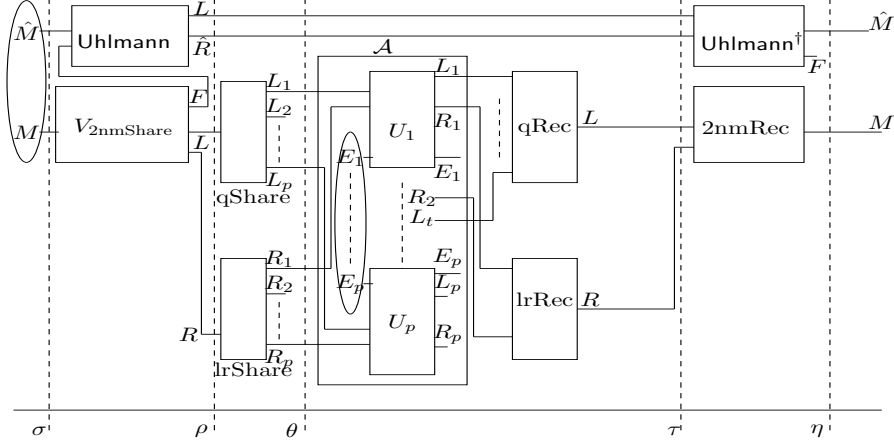 L
M̂ Uhlmann R̂ 𝒜 Uhlmann† M̂
F
F L₁ L₁
M V₂ₙₘShare L L₂ U₁ R₁ qRec L 2nmRec M
E₁ E₁
Lₚ R₂
qShare Lₜ
R₁ Eₚ
R₂ Eₚ Lₚ
R Uₚ lrRec R
Rₚ Rₚ
lrShare
σ ρ θ τ η